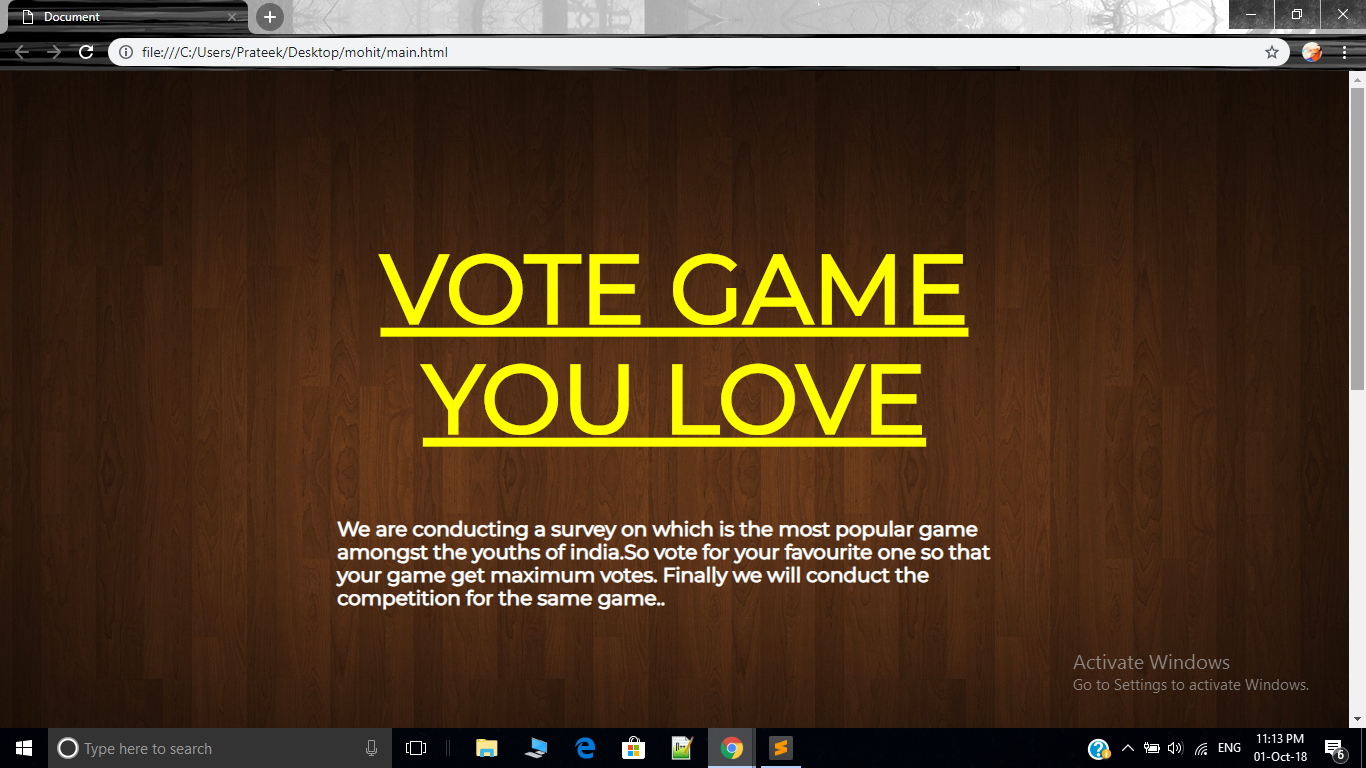 Document
file:///C:/Users/Prateek/Desktop/mohit/main.html
VOTE GAME
YOU LOVE
We are conducting a survey on which is the most popular game
amongst the youths of india.So vote for your favourite one so that
your game get maximum votes. Finally we will conduct the
competition for the same game..
Activate Windows
Go to Settings to activate Windows.
Type here to search
ENG
11:13 PM
01-Oct-18
6